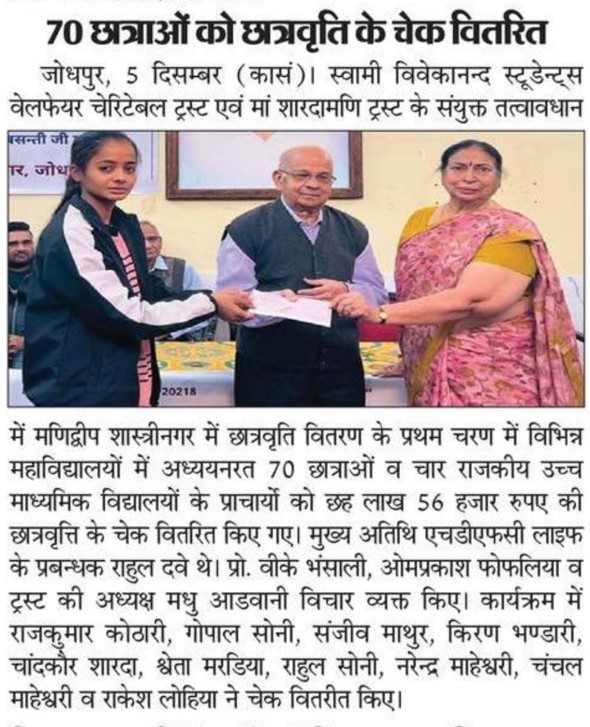 70 छात्राओं को छात्रवृति के चेक वितरित
जोधपुर, 5 दिसम्बर (कासं)। स्वामी विवेकानन्द स्टूडेन्ट्स
वेलफेयर चेरिटेबल ट्रस्ट एवं मां शारदामणि ट्रस्ट के संयुक्त तत्वावधान
बसन्ती जी
जोध
20218
में मणिद्वीप शास्त्रीनगर में छात्रवृति वितरण के प्रथम चरण में विभिन्न
महाविद्यालयों में अध्ययनरत 70 छात्राओं व चार राजकीय उच्च
माध्यमिक विद्यालयों के प्राचार्यो को छह लाख 56 हजार रुपए की
छात्रवृत्ति के चेक वितरित किए गए। मुख्य अतिथि एचडीएफसी लाइफ
के प्रबन्धक राहुल दवे थे। प्रो. वीके भंसाली, ओमप्रकाश फोफलिया व
ट्रस्ट की अध्यक्ष मधु आडवानी विचार व्यक्त किए। कार्यक्रम में
राजकुमार कोठारी, गोपाल सोनी, संजीव माथुर, किरण भण्डारी,
चांदकौर शारदा, श्वेता मरडिया, राहुल सोनी, नरेन्द्र माहेश्वरी, चंचल
माहेश्वरी व राकेश लोहिया ने चेक वितरीत किए।